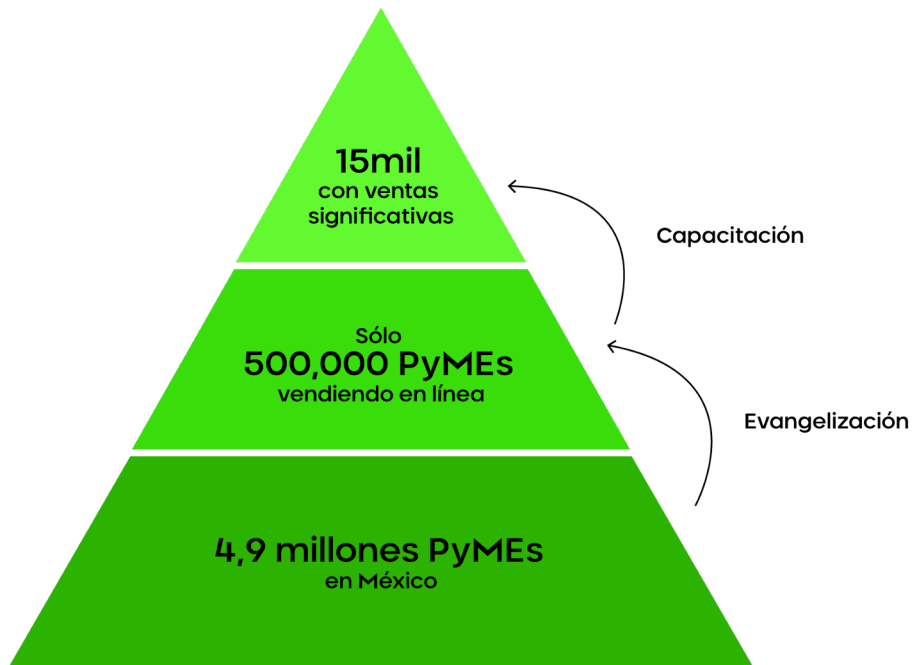 15mil
con ventas
significativas
Capacitación
Sólo
500,000 PyMEs
vendiendo en línea
Evangelización
4,9 millones PyMEs
en México